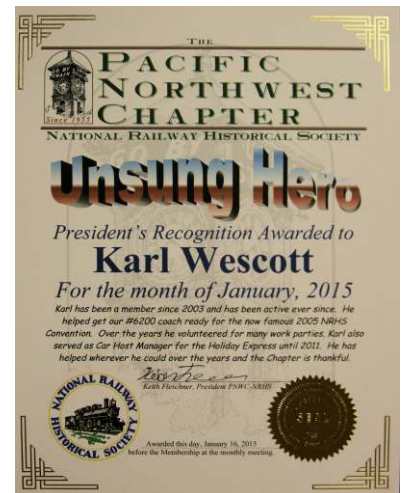 THE
PACIFIC
NORTHWEST
CHAPTER
GO BY TRAIN
Since 1955
NATIONAL RAILWAY HISTORICAL SOCIETY
Unsung Hero
President's Recognition Awarded to
Karl Wescott
For the month of January, 2015
Karl has been a member since 2003 and has been active ever since. He
helped get our #6200 coach ready for the now famous 2005 NRHS
Convention. Over the years he volunteered for many work parties. Karl also
served as Car Host Manager for the Holiday Express until 2011. He has
helped wherever he could over the years and the Chapter is thankful.
Keith Fleschner, President PNWC-NRHS
NATIONAL RAILWAY
HISTORICAL SOCIETY
SEAL
Awarded this day, January 16, 2015
before the Membership at the monthly meeting.